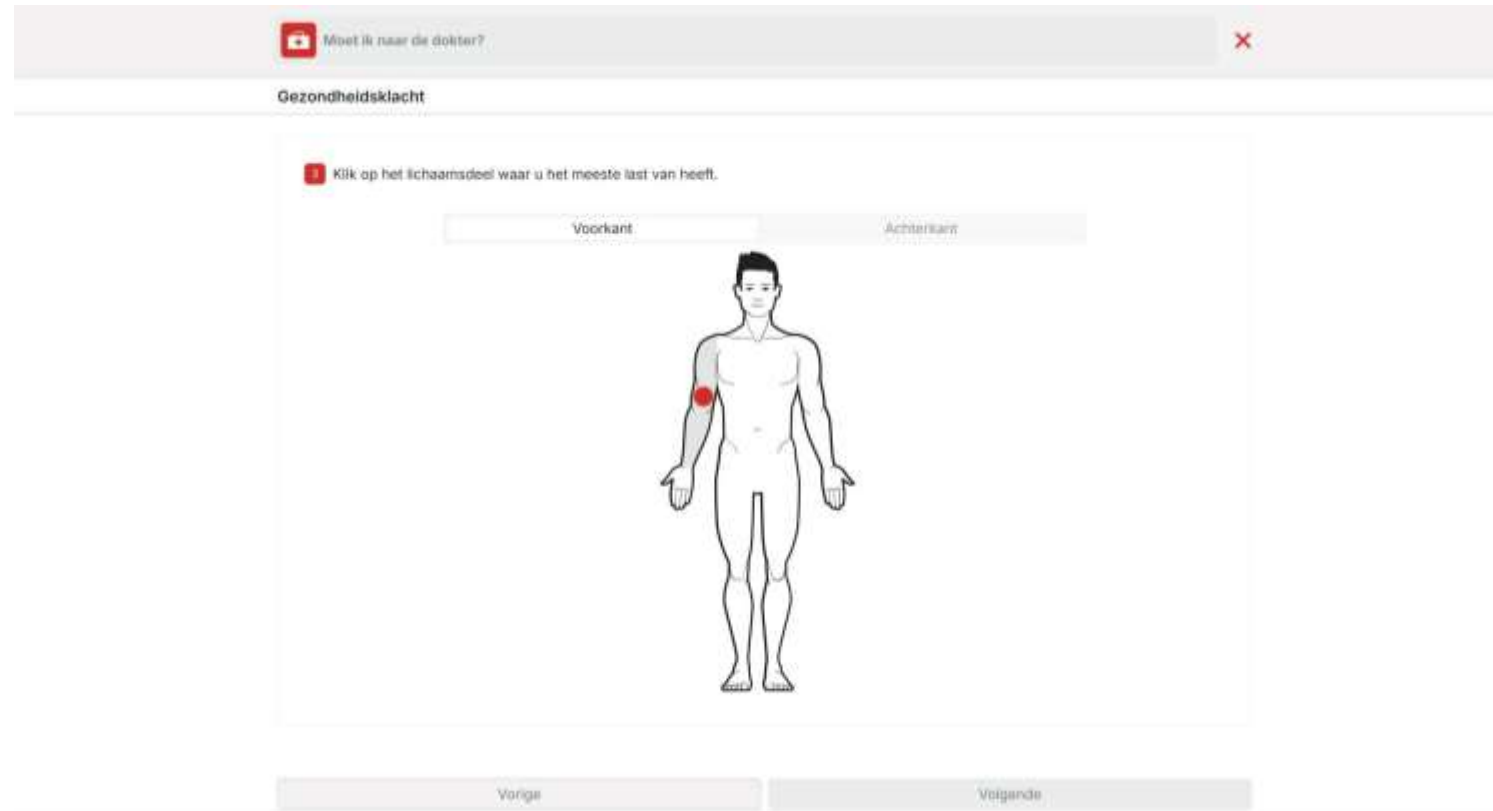 Moet ik naar de dokter?
Gezondheidsklacht
Klik op het lichaamsdeel waar u het meeste last van heeft.
Voorkant Achterkant
Vorige Volgende